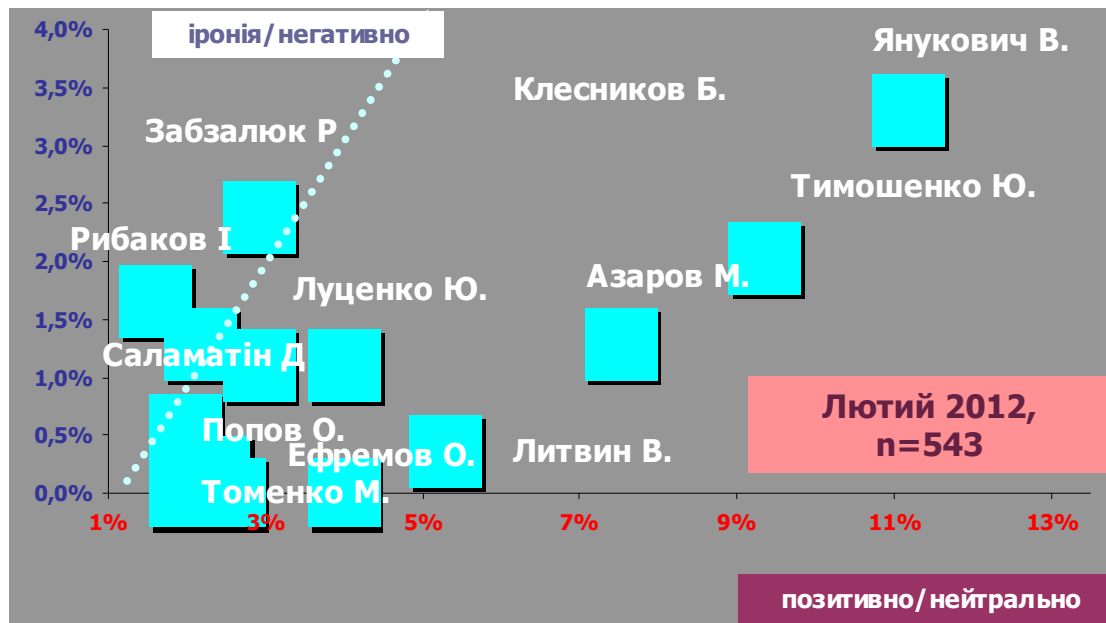 4,0%
іронія/негативно
Янукович В.
3,5%
Клесников Б.
3,0%
Забзалюк Р
Тимошенко Ю.
2,5%
Рибаков І
2,0%
Азаров М.
Луценко Ю.
1,5%
Саламатін Д
1,0%
Лютий 2012,
n=543
0,5%
Попов О.
Ефремов О.
Литвин В.
0,0%
Томенко М.
1% 3% 5% 7% 9% 11% 13%
позитивно/нейтрально